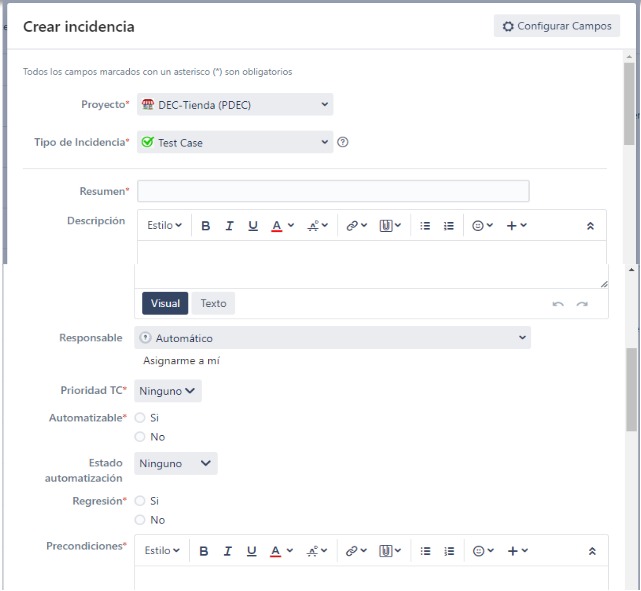 Crear incidencia
Configurar Campos
Todos los campos marcados con un asterisco (*) son obligatorios
Proyecto*
DEC-Tienda (PDEC)
Tipo de Incidencia*
Test Case
Resumen*
Descripción
Estilo
B I U A
Visual
Texto
Responsable
Automático
Asignarme a mí
Prioridad TC*
Ninguno
Automatizable*
Si
No
Estado
automatización
Ninguno
Regresión*
Si
No
Precondiciones*
Estilo
B I U A